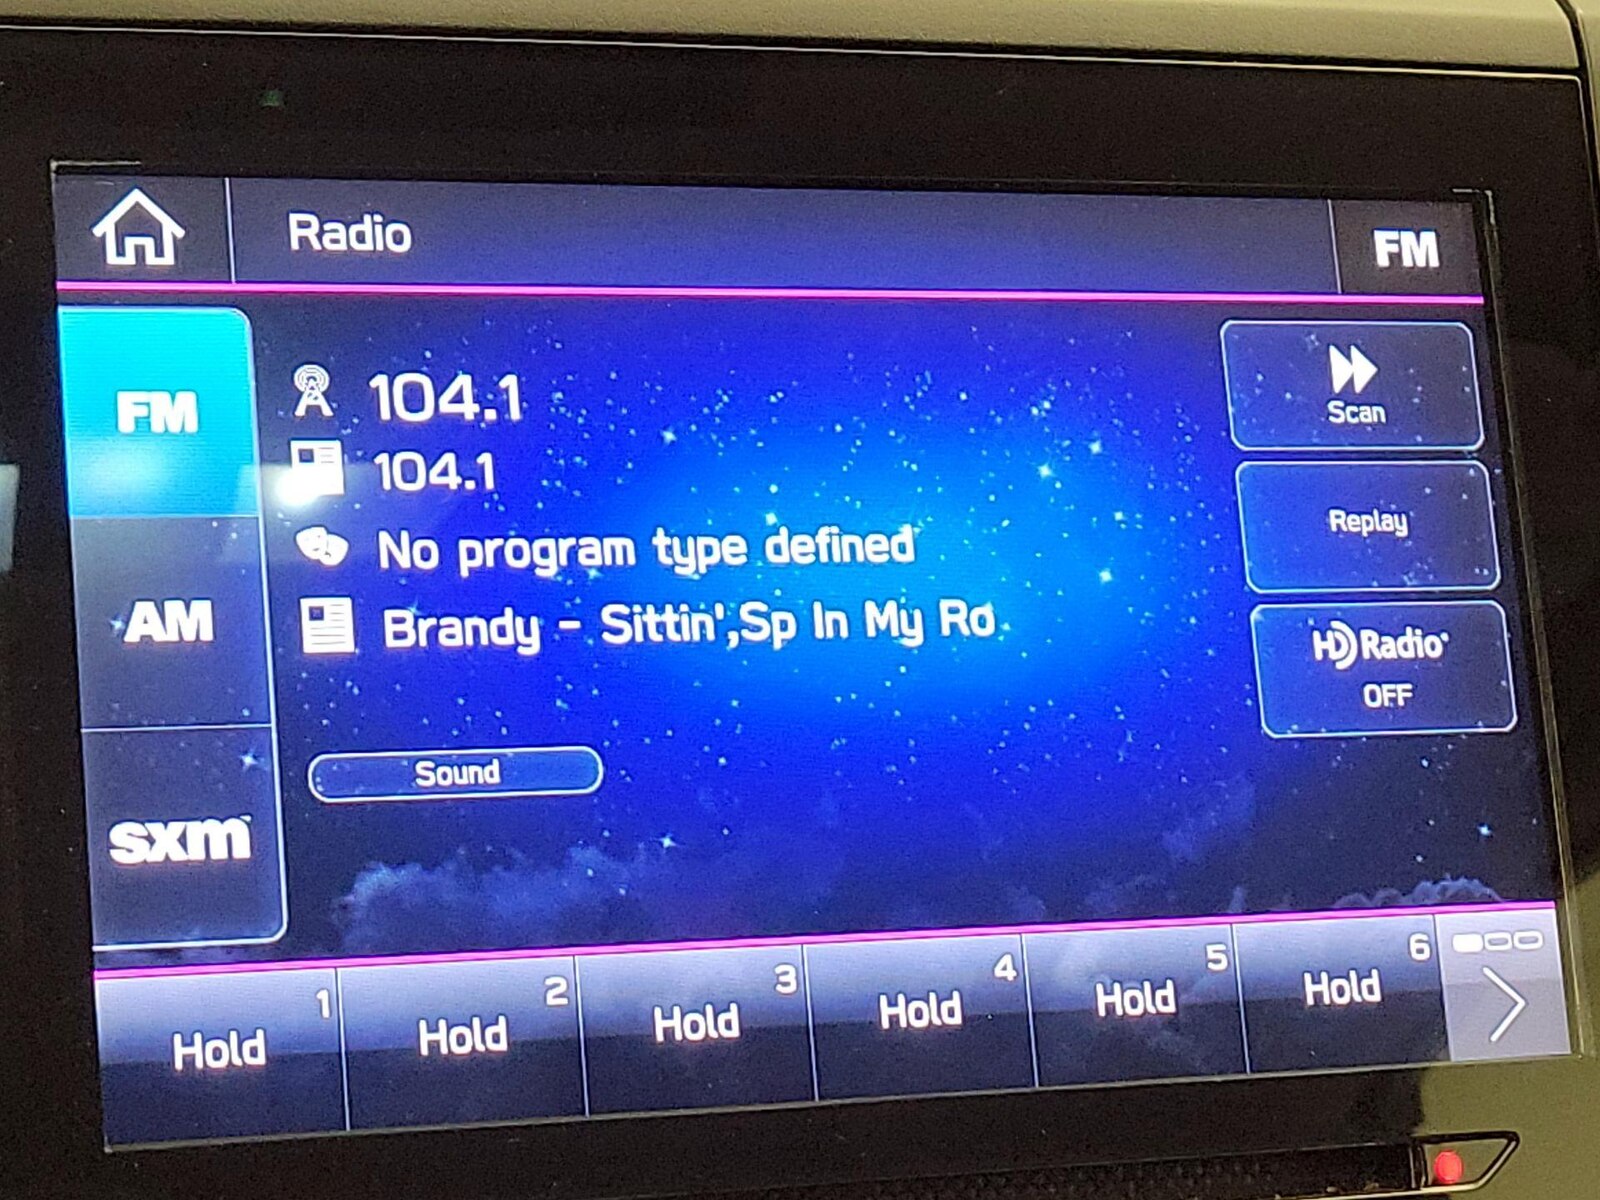 Radio
FM
FM
AM
sxm
104.1
104.1
No program type defined
Brandy - Sittin',Sp In My Ro
Sound
Scan
Replay
HD Radio
OFF
1
Hold
2
Hold
3
Hold
4
Hold
5
Hold
6
Hold